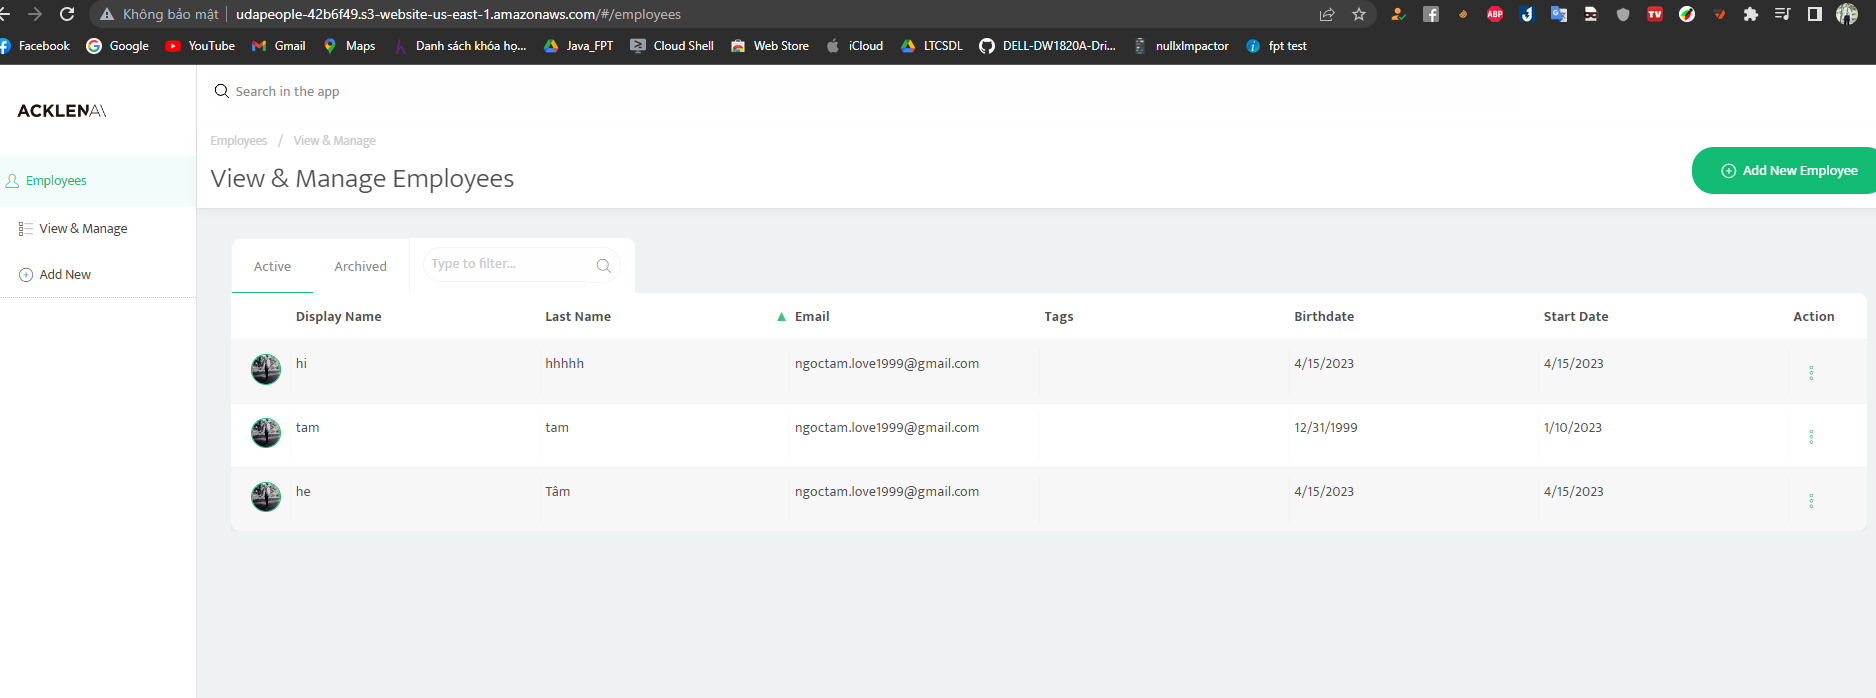 Không bảo mật udapeople-42b6f49.s3-website-us-east-1.amazonaws.com/#/employees
ABP TV
Facebook Google YouTube Gmail Maps Danh sách khóa họ... Java_FPT Cloud Shell Web Store iCloud LTCSDL DELL-DW1820A-Dri... nullxImpactor fpt test
Search in the app
ACKLENA\
Employees / View & Manage
View & Manage Employees
Add New Employee
Employees
View & Manage
Add New
Active Archived Type to filter...
Display Name Last Name Email Tags Birthdate Start Date Action
hi hhhhh ngoctam.love1999@gmail.com 4/15/2023 4/15/2023
tam tam ngoctam.love1999@gmail.com 12/31/1999 1/10/2023
he Tâm ngoctam.love1999@gmail.com 4/15/2023 4/15/2023